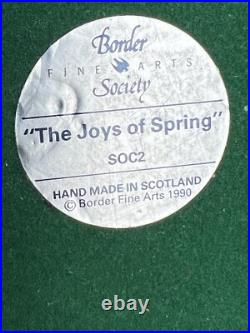 Border
FINE ARTS
Society
"The Joys of Spring"
SOC2
HAND MADE IN SCOTLAND
© Border Fine Arts 1990